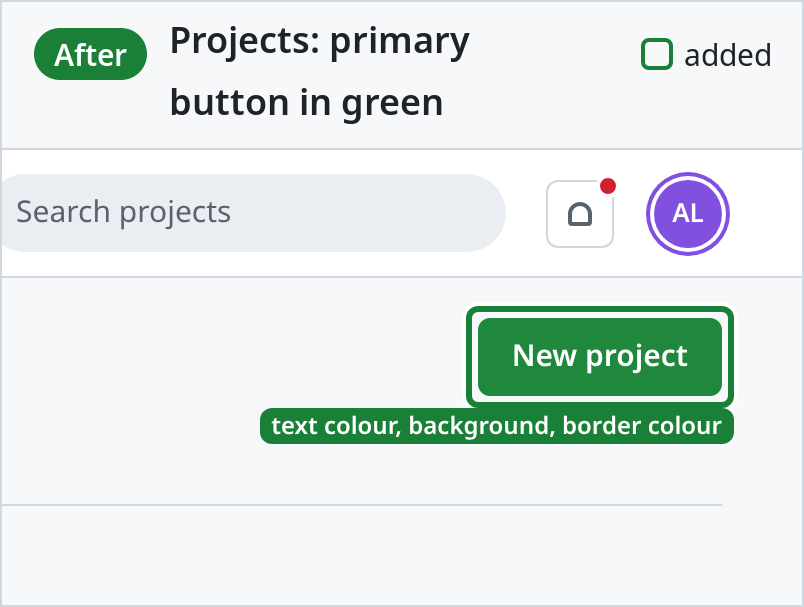 After
Projects: primary
button in green
added
Search projects
AL
New project
text colour, background, border colour